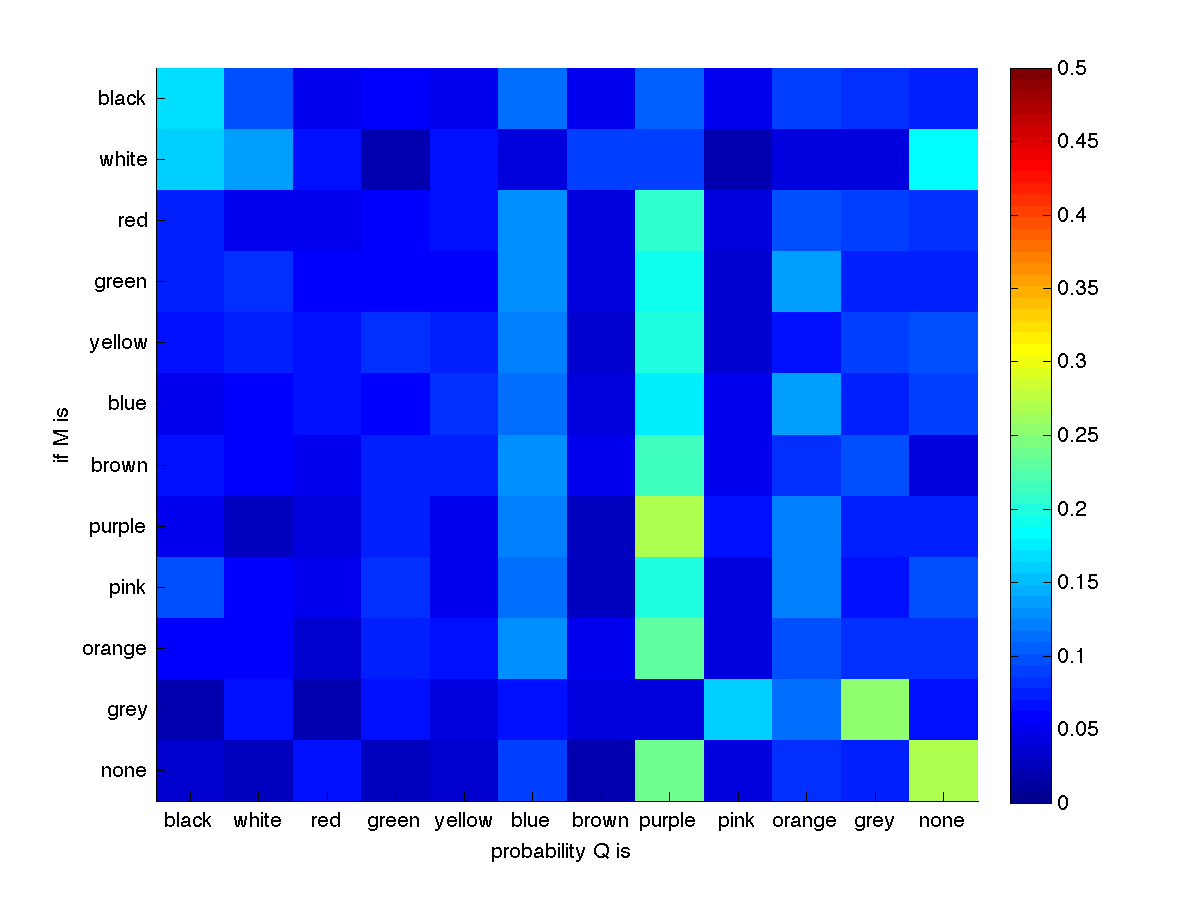 black
white
red
green
yellow
blue
brown
purple
pink
orange
grey
none
if M is
black white red green yellow blue brown purple pink orange grey none
probability Q is
0.5
0.45
0.4
0.35
0.3
0.25
0.2
0.15
0.1
0.05
0